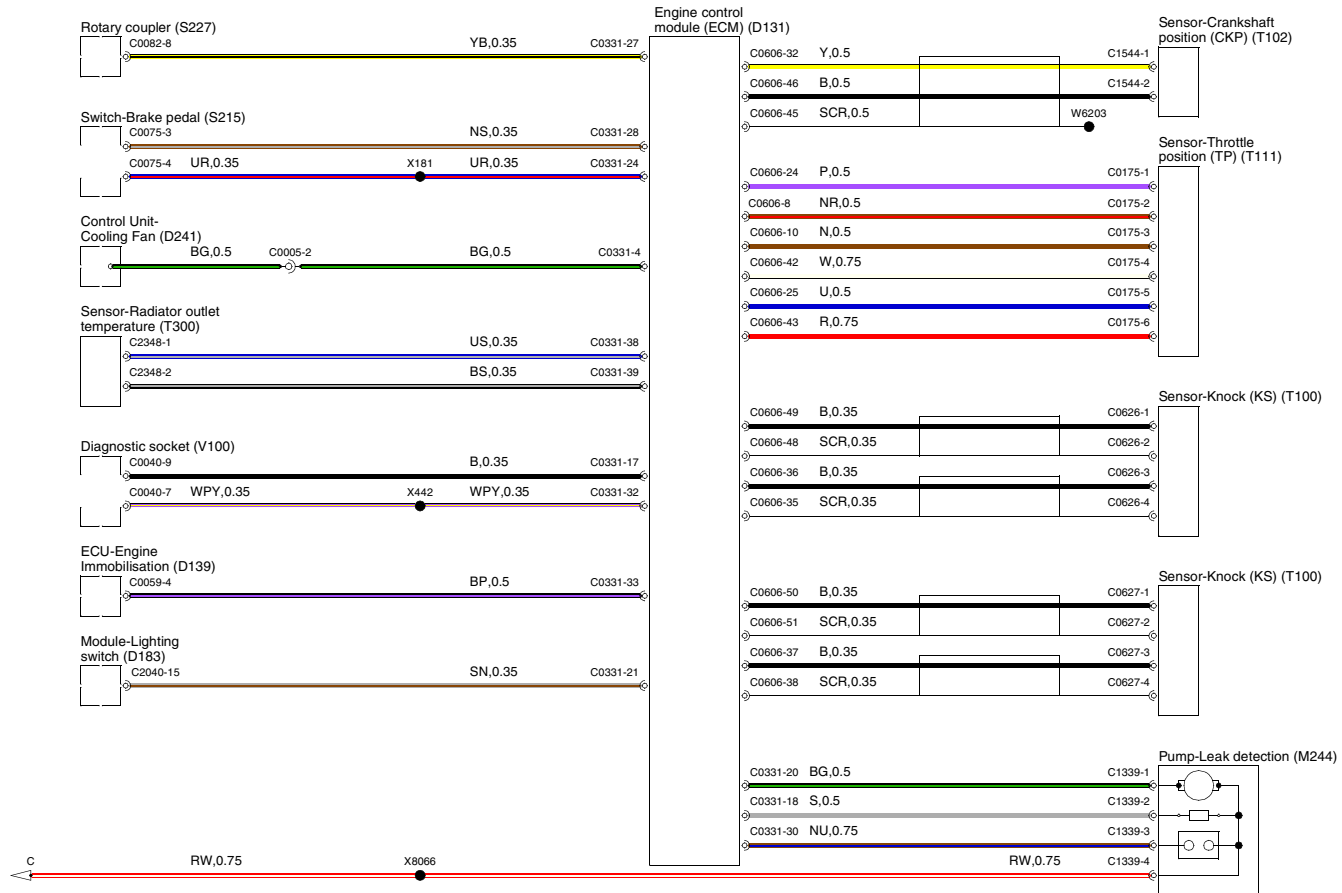 Rotary coupler (S227)
C0082-8 YB,0.35 C0331-27
Switch-Brake pedal (S215)
C0075-3 NS,0.35 C0331-28
C0075-4 UR,0.35 X181 UR,0.35 C0331-24
Control Unit-
Cooling Fan (D241)
BG,0.5 C0005-2 BG,0.5 C0331-4
Sensor-Radiator outlet
temperature (T300)
C2348-1 US,0.35 C0331-38
C2348-2 BS,0.35 C0331-39
Diagnostic socket (V100)
C0040-9 B,0.35 C0331-17
C0040-7 WPY,0.35 X442 WPY,0.35 C0331-32
ECU-Engine
Immobilisation (D139)
C0059-4 BP,0.5 C0331-33
Module-Lighting
switch (D183)
C2040-15 SN,0.35 C0331-21
Engine control
module (ECM) (D131)
Sensor-Crankshaft
position (CKP) (T102)
C0606-32 Y,0.5 C1544-1
C0606-46 B,0.5 C1544-2
C0606-45 SCR,0.5 W6203
Sensor-Throttle
position (TP) (T111)
C0606-24 P,0.5 C0175-1
C0606-8 NR,0.5 C0175-2
C0606-10 N,0.5 C0175-3
C0606-42 W,0.75 C0175-4
C0606-25 U,0.5 C0175-5
C0606-43 R,0.75 C0175-6
Sensor-Knock (KS) (T100)
C0606-49 B,0.35 C0626-1
C0606-48 SCR,0.35 C0626-2
C0606-36 B,0.35 C0626-3
C0606-35 SCR,0.35 C0626-4
Sensor-Knock (KS) (T100)
C0606-50 B,0.35 C0627-1
C0606-51 SCR,0.35 C0627-2
C0606-37 B,0.35 C0627-3
C0606-38 SCR,0.35 C0627-4
Pump-Leak detection (M244)
C0331-20 BG,0.5 C1339-1
C0331-18 S,0.5 C1339-2
C0331-30 NU,0.75 C1339-3
C RW,0.75 X8066 RW,0.75 C1339-4